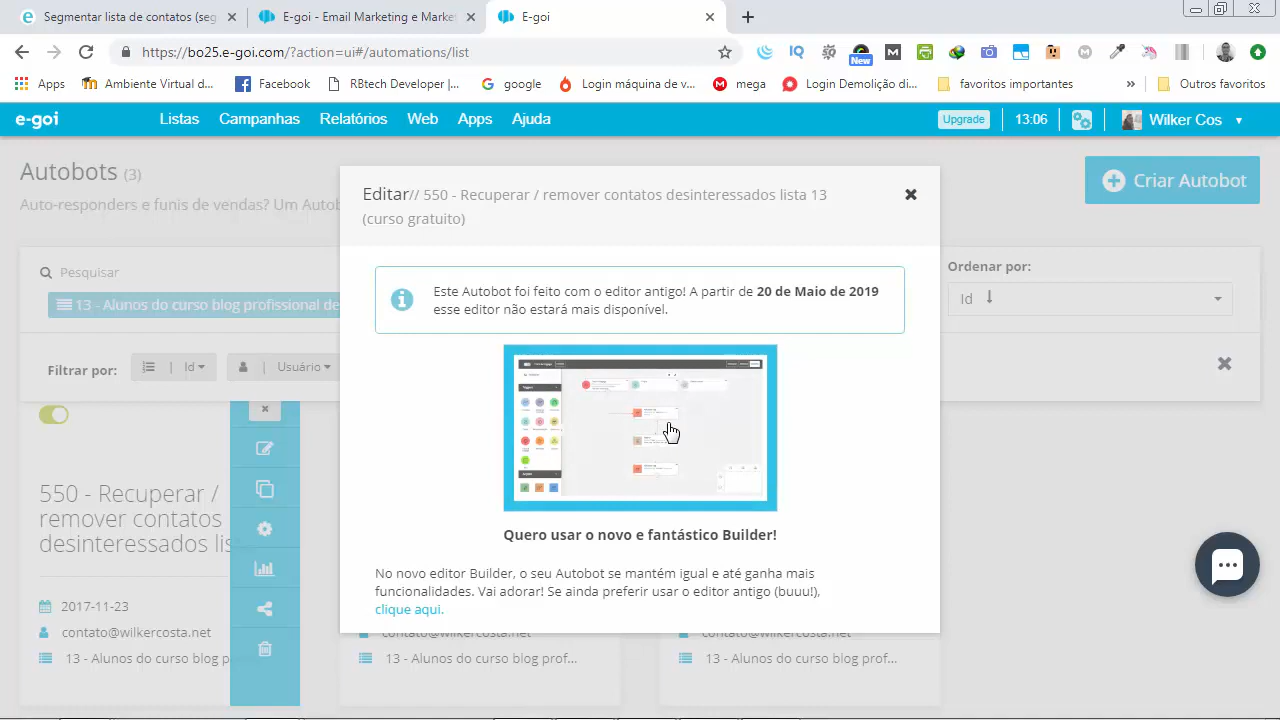 Segmentar lista de contatos (seg
E-goi - Email Marketing e Marke
E-goi
https://bo25.e-goi.com/?action=ui#/automations/list
New
Apps
Ambiente Virtual d...
Facebook
RBtech Developer |...
google
Login máquina de v...
mega
Login Demolição di...
favoritos importantes
»
Outros favoritos
e-goi
Listas
Campanhas
Relatórios
Web
Apps
Ajuda
Upgrade
13:06
Wilker Cos
Autobots (3)
Auto-responders e funis de vendas? Um Autob
Criar Autobot
Editar// 550 - Recuperar / remover contatos desinteressados lista 13
(curso gratuito)
Pesquisar
13 - Alunos do curso blog profissional de
Ordenar por:
Id
Filtrar por:
Id
Usuário
Este Autobot foi feito com o editor antigo! A partir de 20 de Maio de 2019
esse editor não estará mais disponível.
Quero usar o novo e fantástico Builder!
No novo editor Builder, o seu Autobot se mantém igual e até ganha mais
funcionalidades. Vai adorar! Se ainda preferir usar o editor antigo (buuu!),
clique aqui.
550 - Recuperar /
remover contatos
desinteressados lis
2017-11-23
contato@wilkercosta.net
13 - Alunos do curso blog p
contato@wilkercosta.net
13 - Alunos do curso blog prof...
contato@wilkercosta.net
13 - Alunos do curso blog prof...